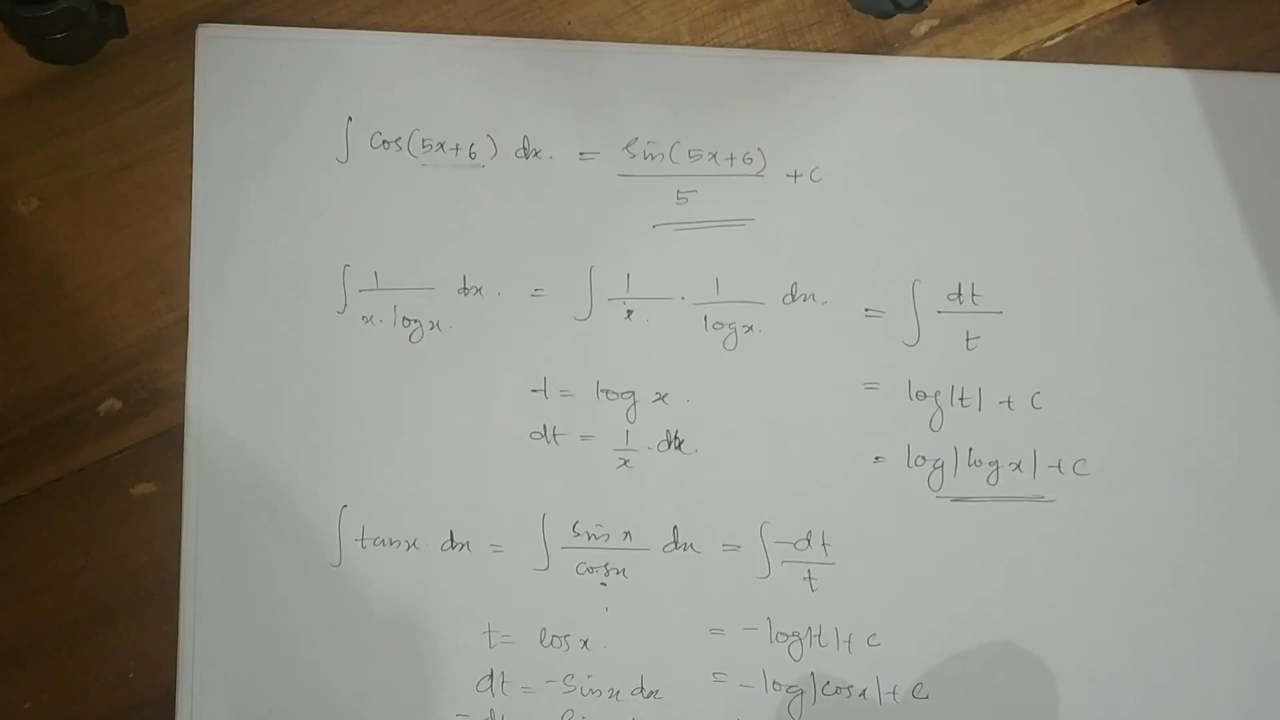 ∫ cos(5x+6) dx. = sin(5x+6)/5 + c
∫ 1/(x. logx.) dx. = ∫ 1/x. · 1/logx. dx. = ∫ dt/t
t = log x. = log|t| + c
dt = 1/x . dx. = log|logx| + c
∫ tanx. dx = ∫ sin x/cosx dx = ∫ -dt/t
t = cos x. = -log|t| + c
dt = -sinx dx = -log|cosx| + c